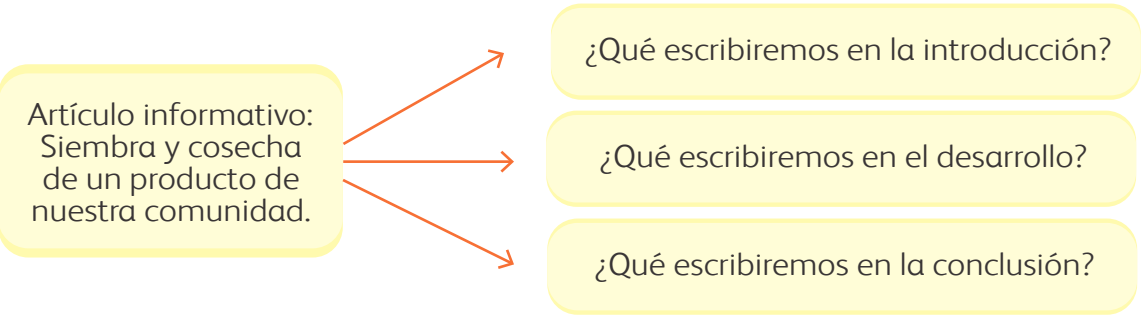 Artículo informativo:
Siembra y cosecha
de un producto de
nuestra comunidad.
¿Qué escribiremos en la introducción?
¿Qué escribiremos en el desarrollo?
¿Qué escribiremos en la conclusión?